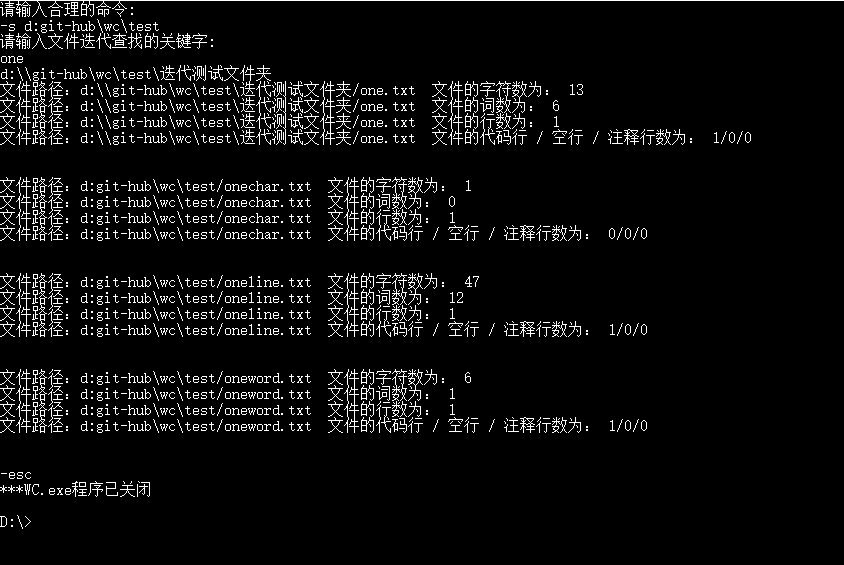 请输入合理的命令:
-s d:git-hub\wc\test
请输入文件迭代查找的关键字:
one
d:\\git-hub\wc\test\迭代测试文件夹
文件路径: d:\\git-hub\wc\test\迭代测试文件夹/one.txt 文件的字符数为: 13
文件路径: d:\\git-hub\wc\test\迭代测试文件夹/one.txt 文件的词数为: 6
文件路径: d:\\git-hub\wc\test\迭代测试文件夹/one.txt 文件的行数为: 1
文件路径: d:\\git-hub\wc\test\迭代测试文件夹/one.txt 文件的代码行 / 空行 / 注释行数为: 1/0/0
文件路径: d:git-hub\wc\test/onechar.txt 文件的字符数为: 1
文件路径: d:git-hub\wc\test/onechar.txt 文件的词数为: 0
文件路径: d:git-hub\wc\test/onechar.txt 文件的行数为: 1
文件路径: d:git-hub\wc\test/onechar.txt 文件的代码行 / 空行 / 注释行数为: 0/0/0
文件路径: d:git-hub\wc\test/oneline.txt 文件的字符数为: 47
文件路径: d:git-hub\wc\test/oneline.txt 文件的词数为: 12
文件路径: d:git-hub\wc\test/oneline.txt 文件的行数为: 1
文件路径: d:git-hub\wc\test/oneline.txt 文件的代码行 / 空行 / 注释行数为: 1/0/0
文件路径: d:git-hub\wc\test/oneword.txt 文件的字符数为: 6
文件路径: d:git-hub\wc\test/oneword.txt 文件的词数为: 1
文件路径: d:git-hub\wc\test/oneword.txt 文件的行数为: 1
文件路径: d:git-hub\wc\test/oneword.txt 文件的代码行 / 空行 / 注释行数为: 1/0/0
-esc
***WC.exe程序已关闭
D:\>